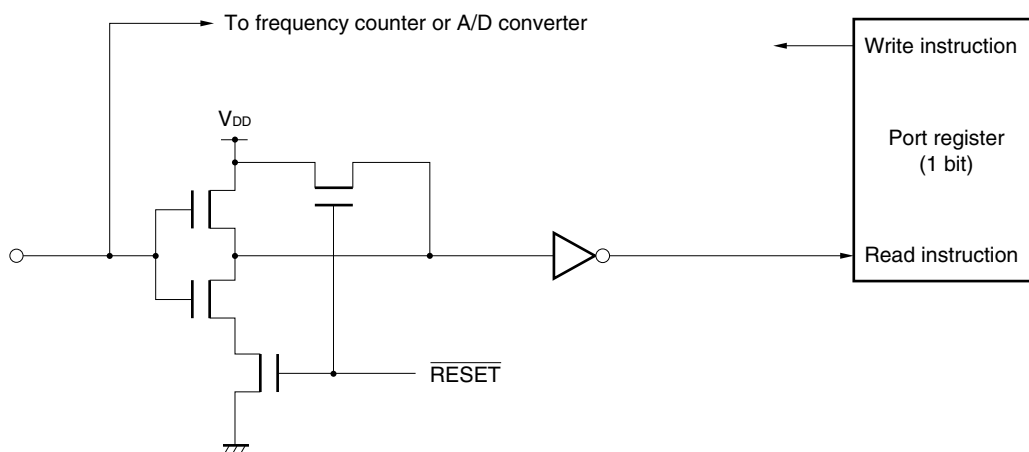 To frequency counter or A/D converter
Write instruction
VDD
Port register
(1 bit)
Read instruction
RESET